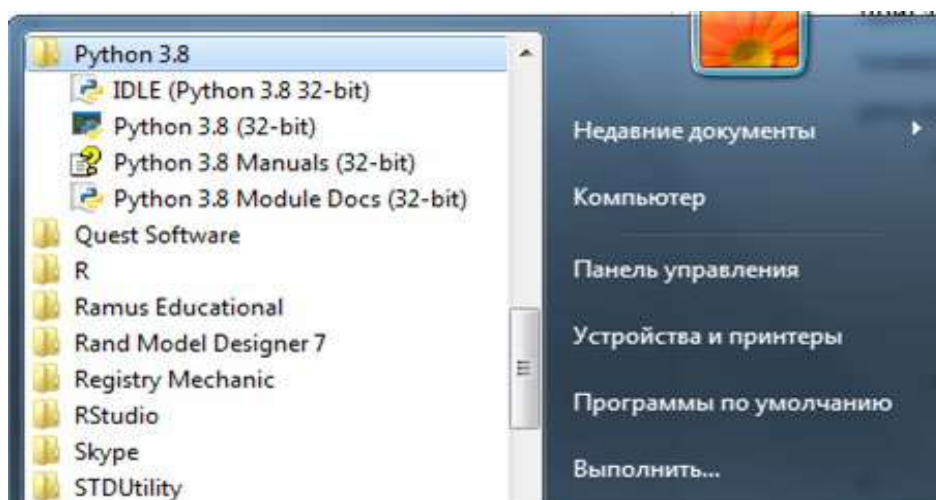 Python 3.8
IDLE (Python 3.8 32-bit)
Python 3.8 (32-bit)
Python 3.8 Manuals (32-bit)
Python 3.8 Module Docs (32-bit)
Quest Software
R
Ramus Educational
Rand Model Designer 7
Registry Mechanic
RStudio
Skype
STDUtility
Недавние документы
Компьютер
Панель управления
Устройства и принтеры
Программы по умолчанию
Выполнить...